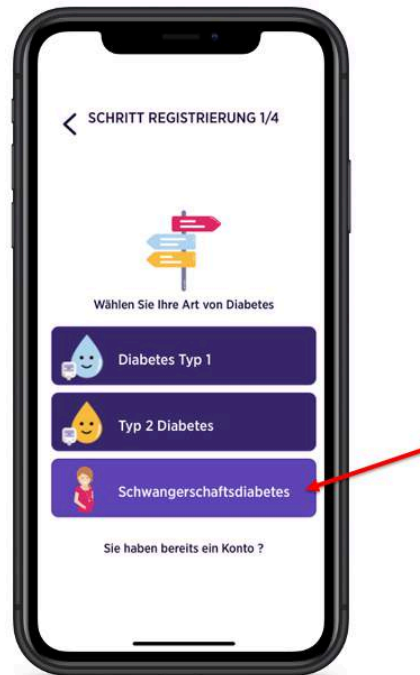 SCHRITT REGISTRIERUNG 1/4
Wählen Sie Ihre Art von Diabetes
Diabetes Typ 1
Typ 2 Diabetes
Schwangerschaftsdiabetes
Sie haben bereits ein Konto ?